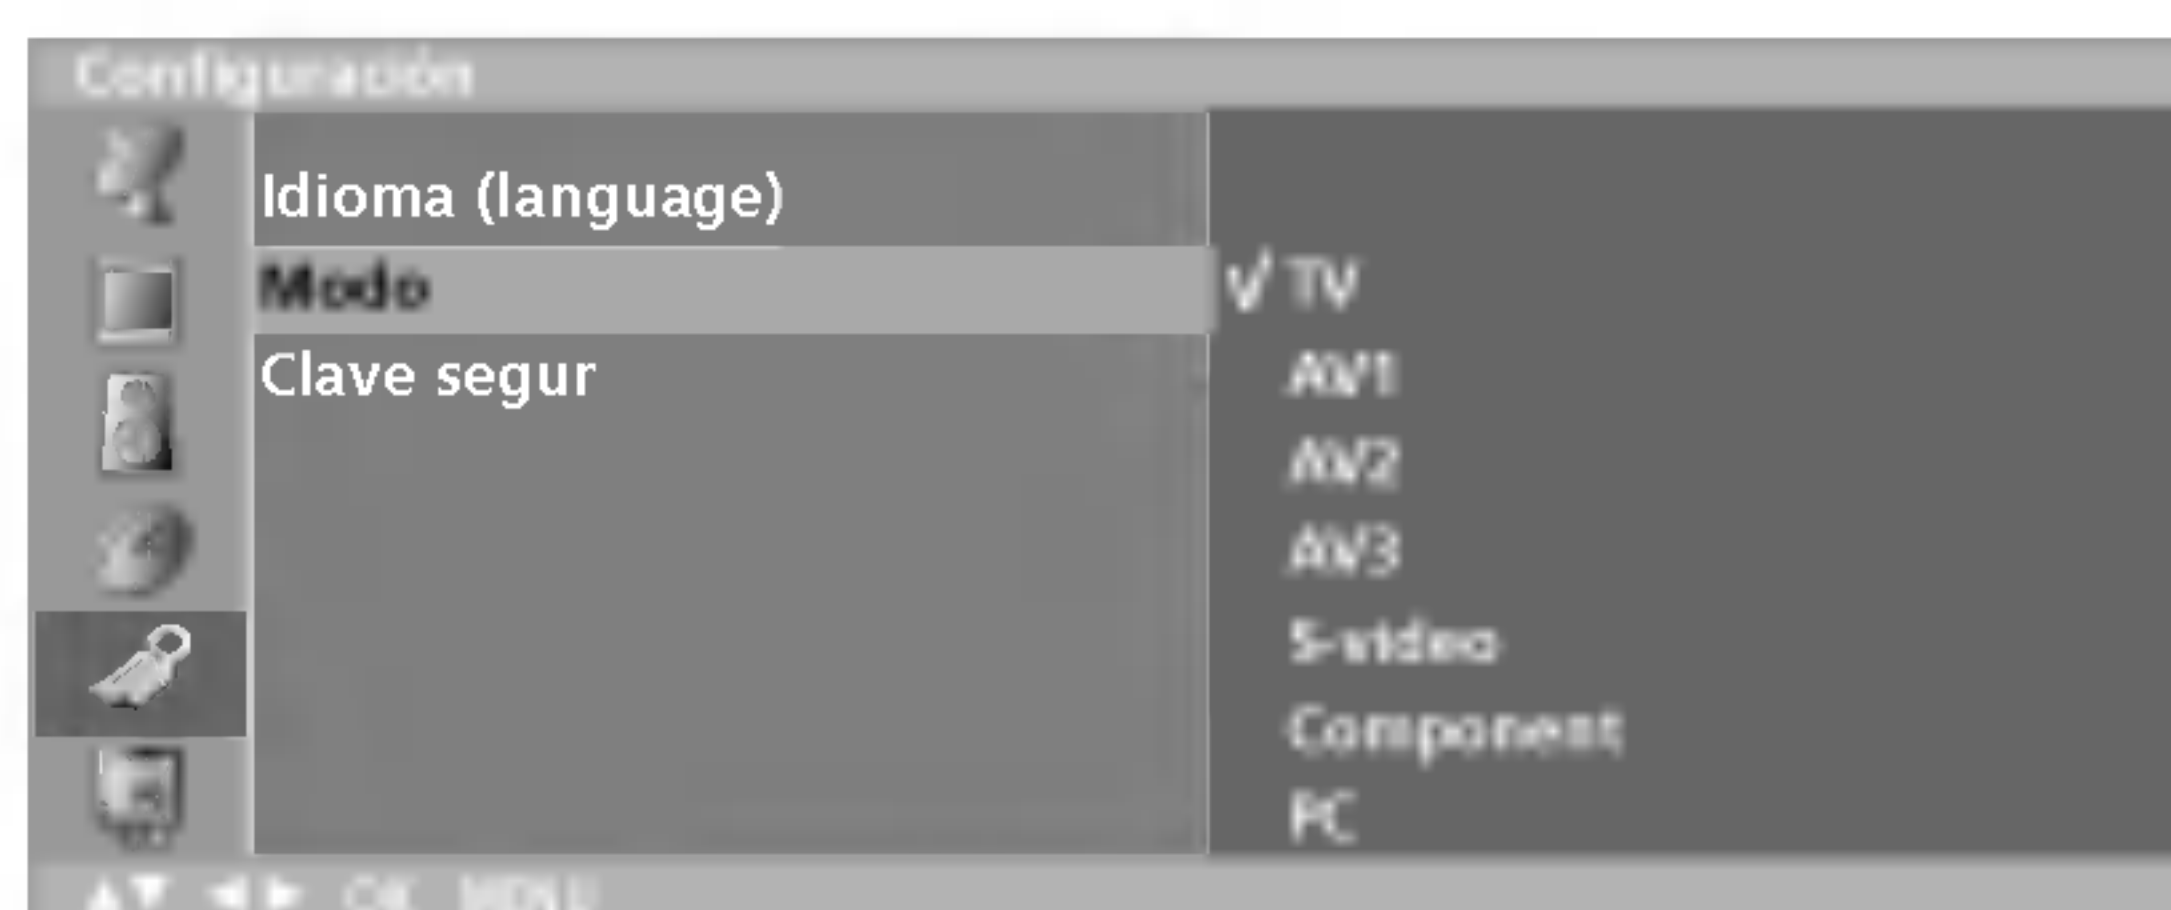 Configuración
Idioma (language)
Modo
√ TV
Clave segur
AV1
AV2
AV3
S-video
Component
PC
▲▼ ◀▶ OK MENU